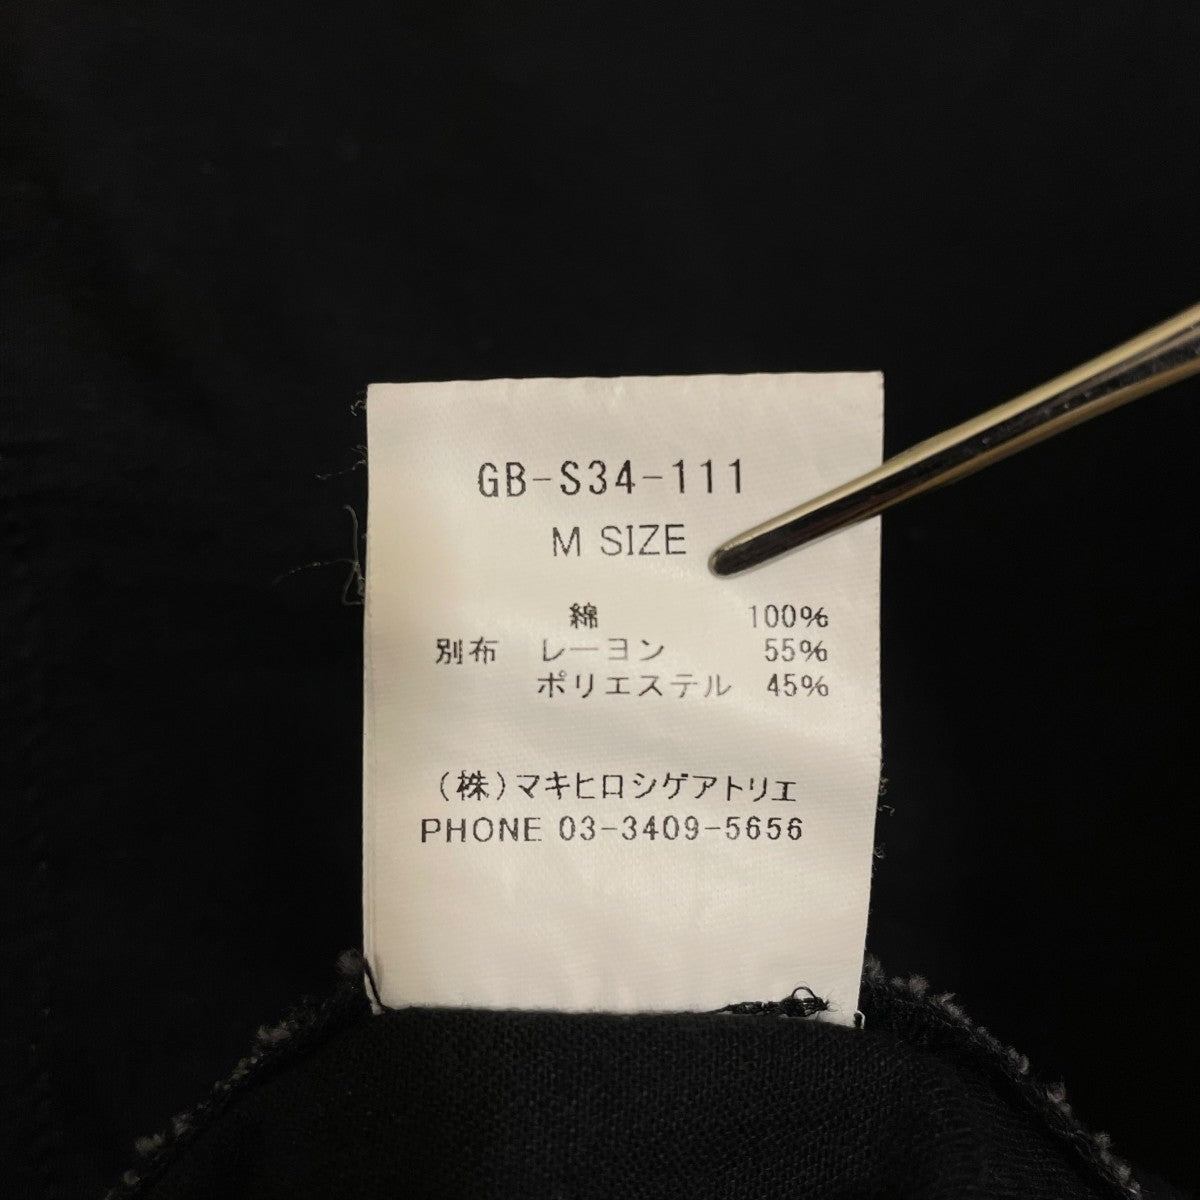 GB-S34-111
M SIZE
綿 100%
別布 レーヨン 55%
ポリエステル 45%
(株)マキヒロシゲアトリエ
PHONE 03-3409-5656